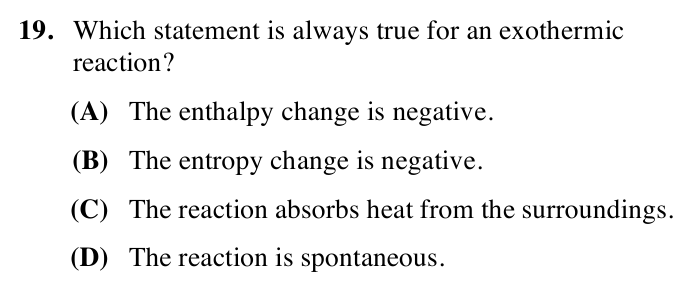 19. Which statement is always true for an exothermic
reaction?
(A) The enthalpy change is negative.
(B) The entropy change is negative.
(C) The reaction absorbs heat from the surroundings.
(D) The reaction is spontaneous.